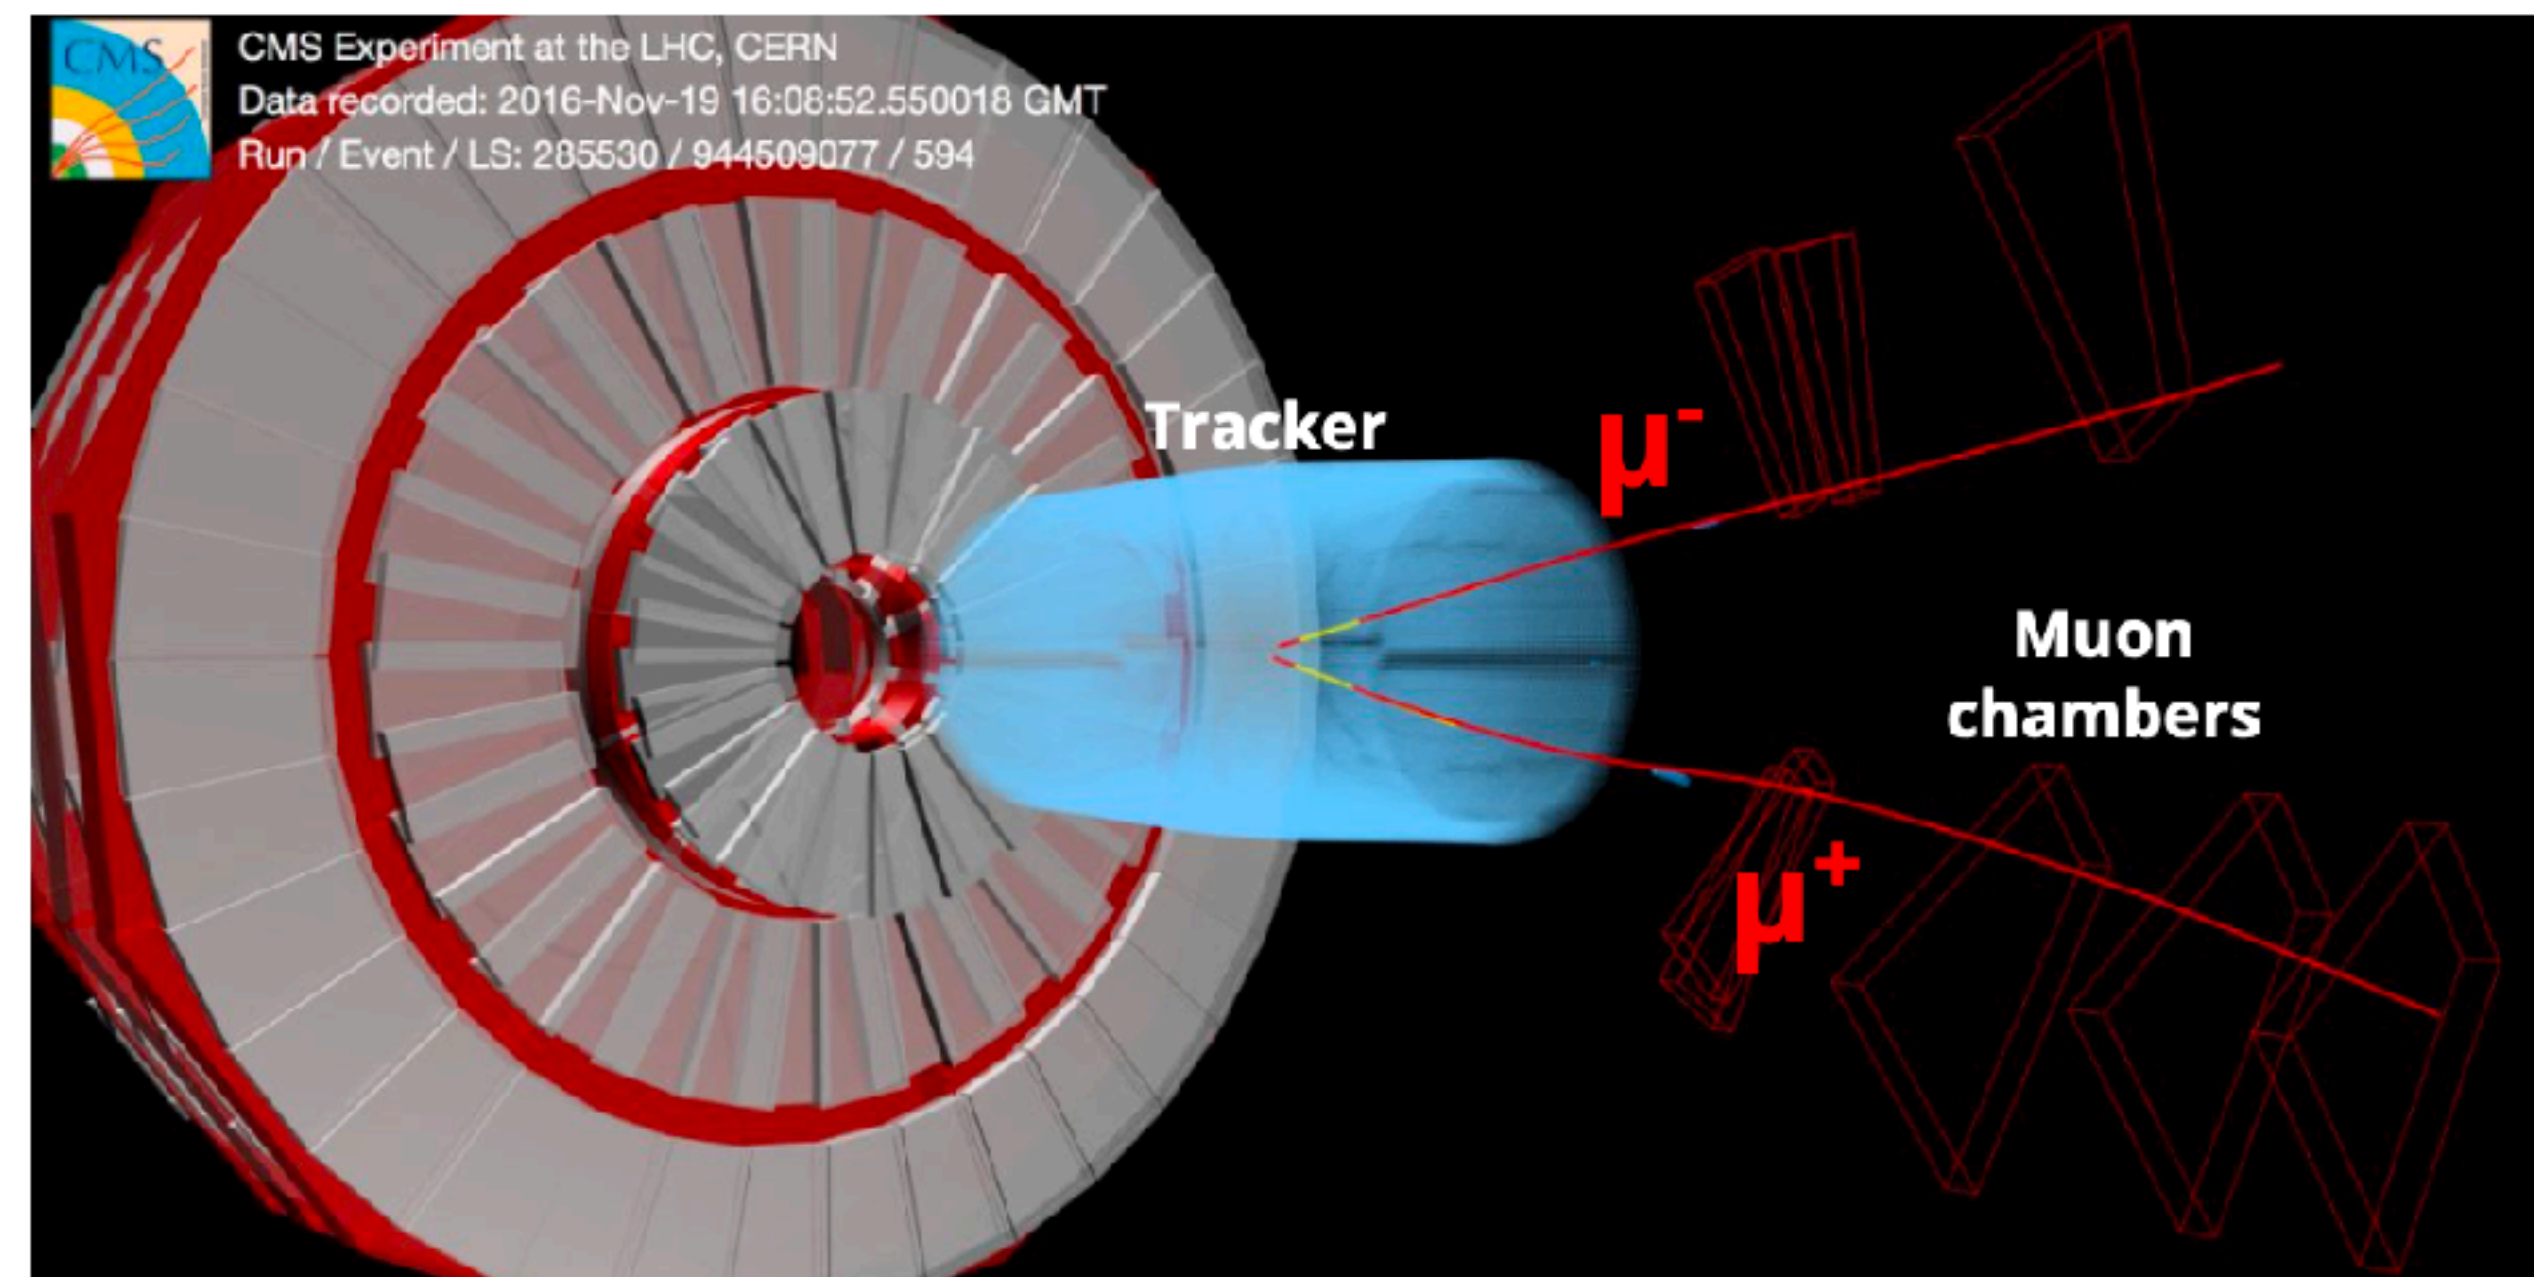 CMS
CMS Experiment at the LHC, CERN
Data recorded: 2016-Nov-19 16:08:52.550018 GMT
Run / Event / LS: 285530 / 944509077 / 594
Tracker
μ-
Muon
chambers
μ+